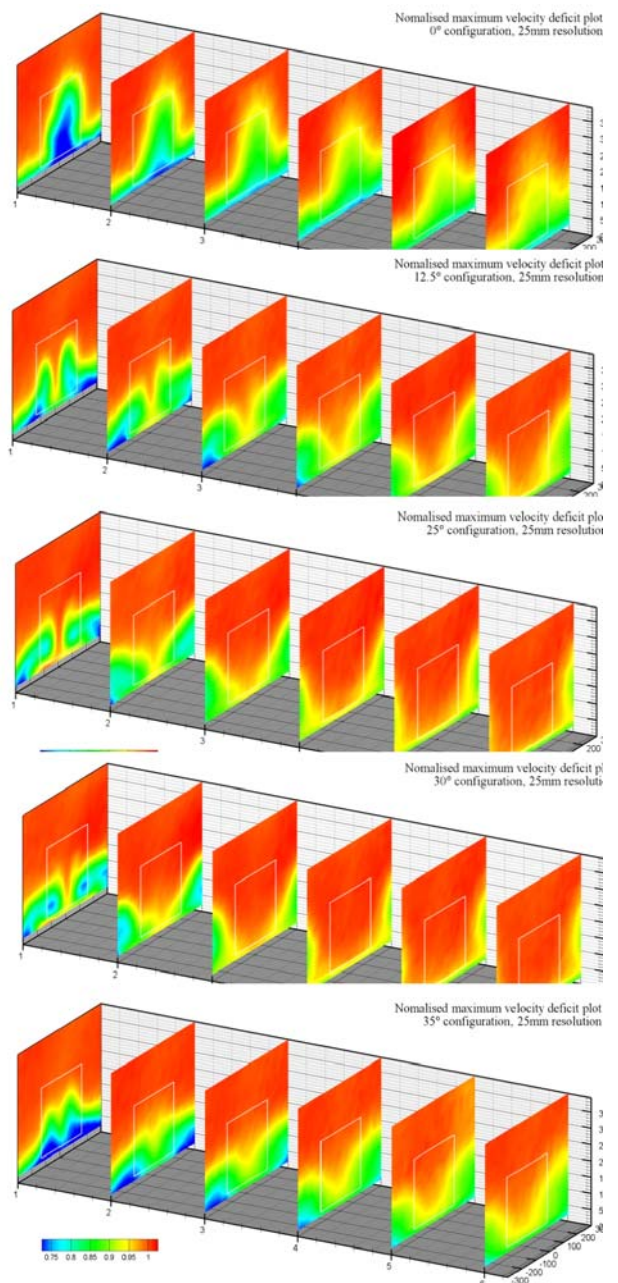 Nomalised maximum velocity deficit plot
0° configuration, 25mm resolution
1
2
3
200
Nomalised maximum velocity deficit plot
12.5° configuration, 25mm resolution
1
2
3
200
Nomalised maximum velocity deficit plot
25° configuration, 25mm resolution
1
2
3
200
Nomalised maximum velocity deficit pl
30° configuration, 25mm resolutio
1
2
Nomalised maximum velocity deficit plot
35° configuration, 25mm resolution
1
2
3
4
5
-300
-200
-100
0
100
200
0.75 0.8 0.85 0.9 0.95 1